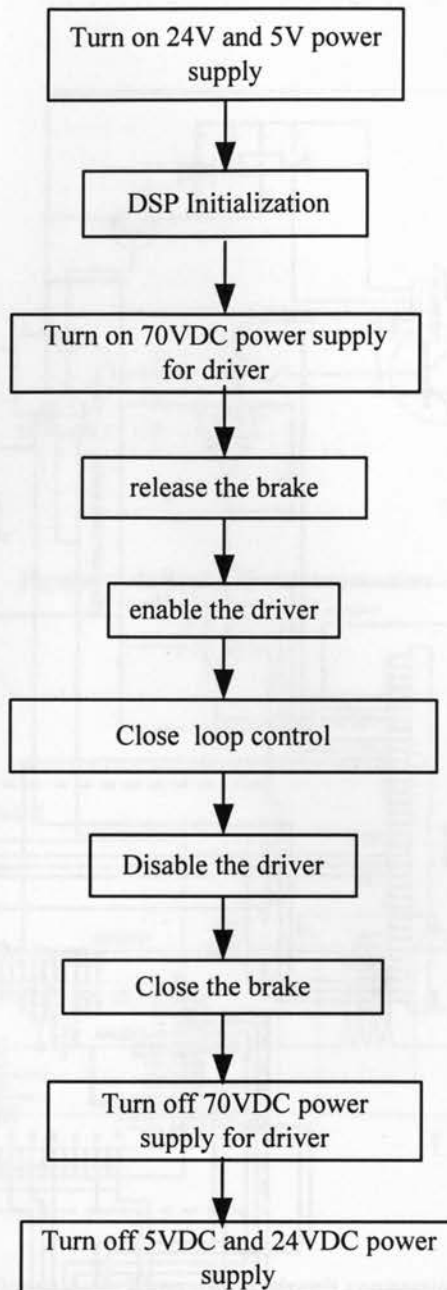 Turn on 24V and 5V power
supply
DSP Initialization
Turn on 70VDC power supply
for driver
release the brake
enable the driver
Close loop control
Disable the driver
Close the brake
Turn off 70VDC power
supply for driver
Turn off 5VDC and 24VDC power
supply